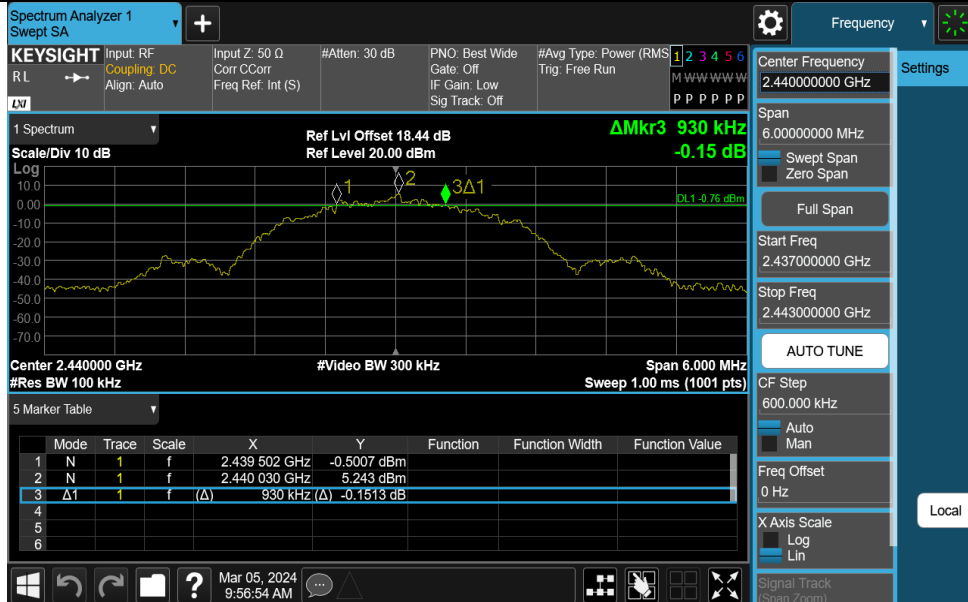 Spectrum Analyzer 1
Swept SA
+
Frequency
KEYSIGHT
RL
LXI
Input: RF
Coupling: DC
Align: Auto
Input Z: 50 Ω
Corr CCorr
Freq Ref: Int (S)
#Atten: 30 dB
PNO: Best Wide
Gate: Off
IF Gain: Low
Sig Track: Off
#Avg Type: Power (RMS
Trig: Free Run
1 2 3 4 5 6
M W W W W W
P P P P P P
1 Spectrum
Scale/Div 10 dB
Log
Ref Lvl Offset 18.44 dB
Ref Level 20.00 dBm
ΔMkr3 930 kHz
-0.15 dB
1
2
3Δ1
DL1 -0.76 dBm
10.0
0.00
-10.0
-20.0
-30.0
-40.0
-50.0
-60.0
-70.0
Center 2.440000 GHz
#Video BW 300 kHz
Span 6.000 MHz
#Res BW 100 kHz
Sweep 1.00 ms (1001 pts)
5 Marker Table
Mode Trace Scale X Y Function Function Width Function Value
1 N 1 f 2.439 502 GHz -0.5007 dBm
2 N 1 f 2.440 030 GHz 5.243 dBm
3 Δ1 1 f (Δ) 930 kHz (Δ) -0.1513 dB
4
5
6
?
Mar 05, 2024
9:56:54 AM
Center Frequency
2.440000000 GHz
Span
6.00000000 MHz
Swept Span
Zero Span
Full Span
Start Freq
2.437000000 GHz
Stop Freq
2.443000000 GHz
AUTO TUNE
CF Step
600.000 kHz
Auto
Man
Freq Offset
0 Hz
X Axis Scale
Log
Lin
Signal Track
(Span Zoom)
Settings
Local